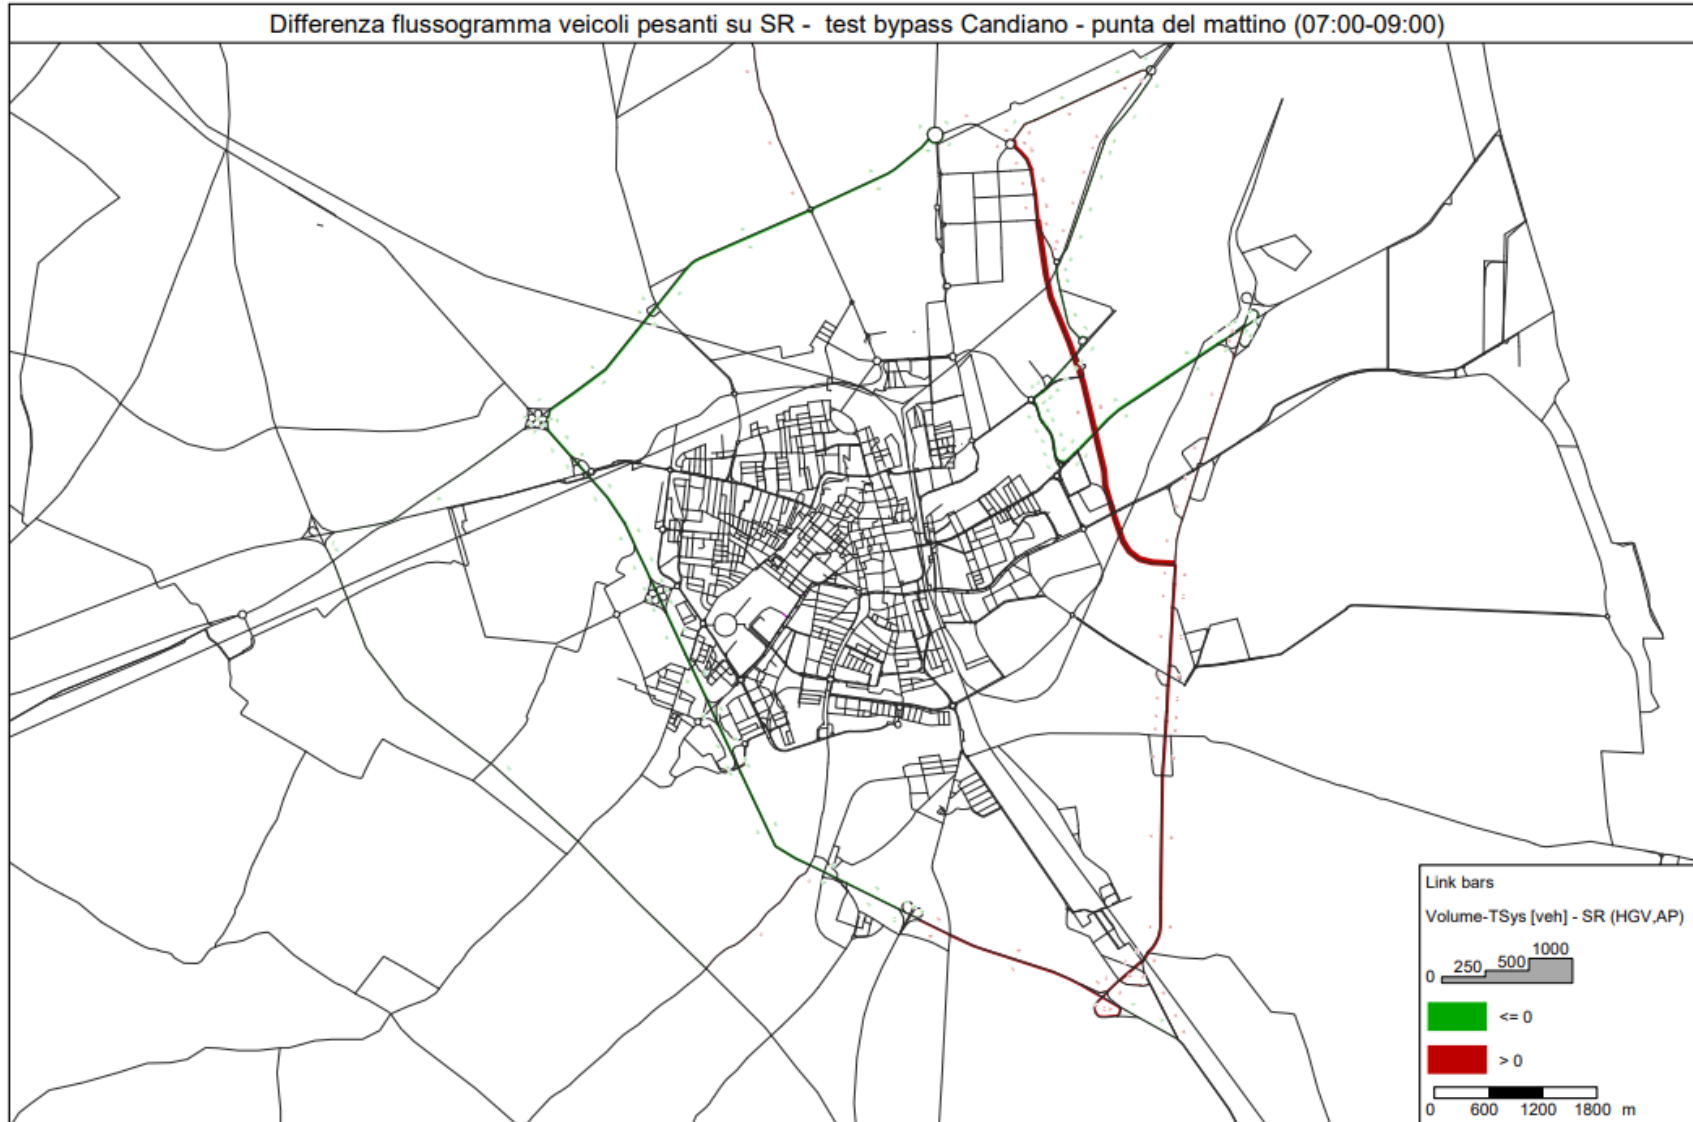 Differenza flussogramma veicoli pesanti su SR - test bypass Candiano - punta del mattino (07:00-09:00)
Link bars
Volume-TSys [veh] - SR (HGV,AP)
0 250 500 1000
<= 0
> 0
0 600 1200 1800 m